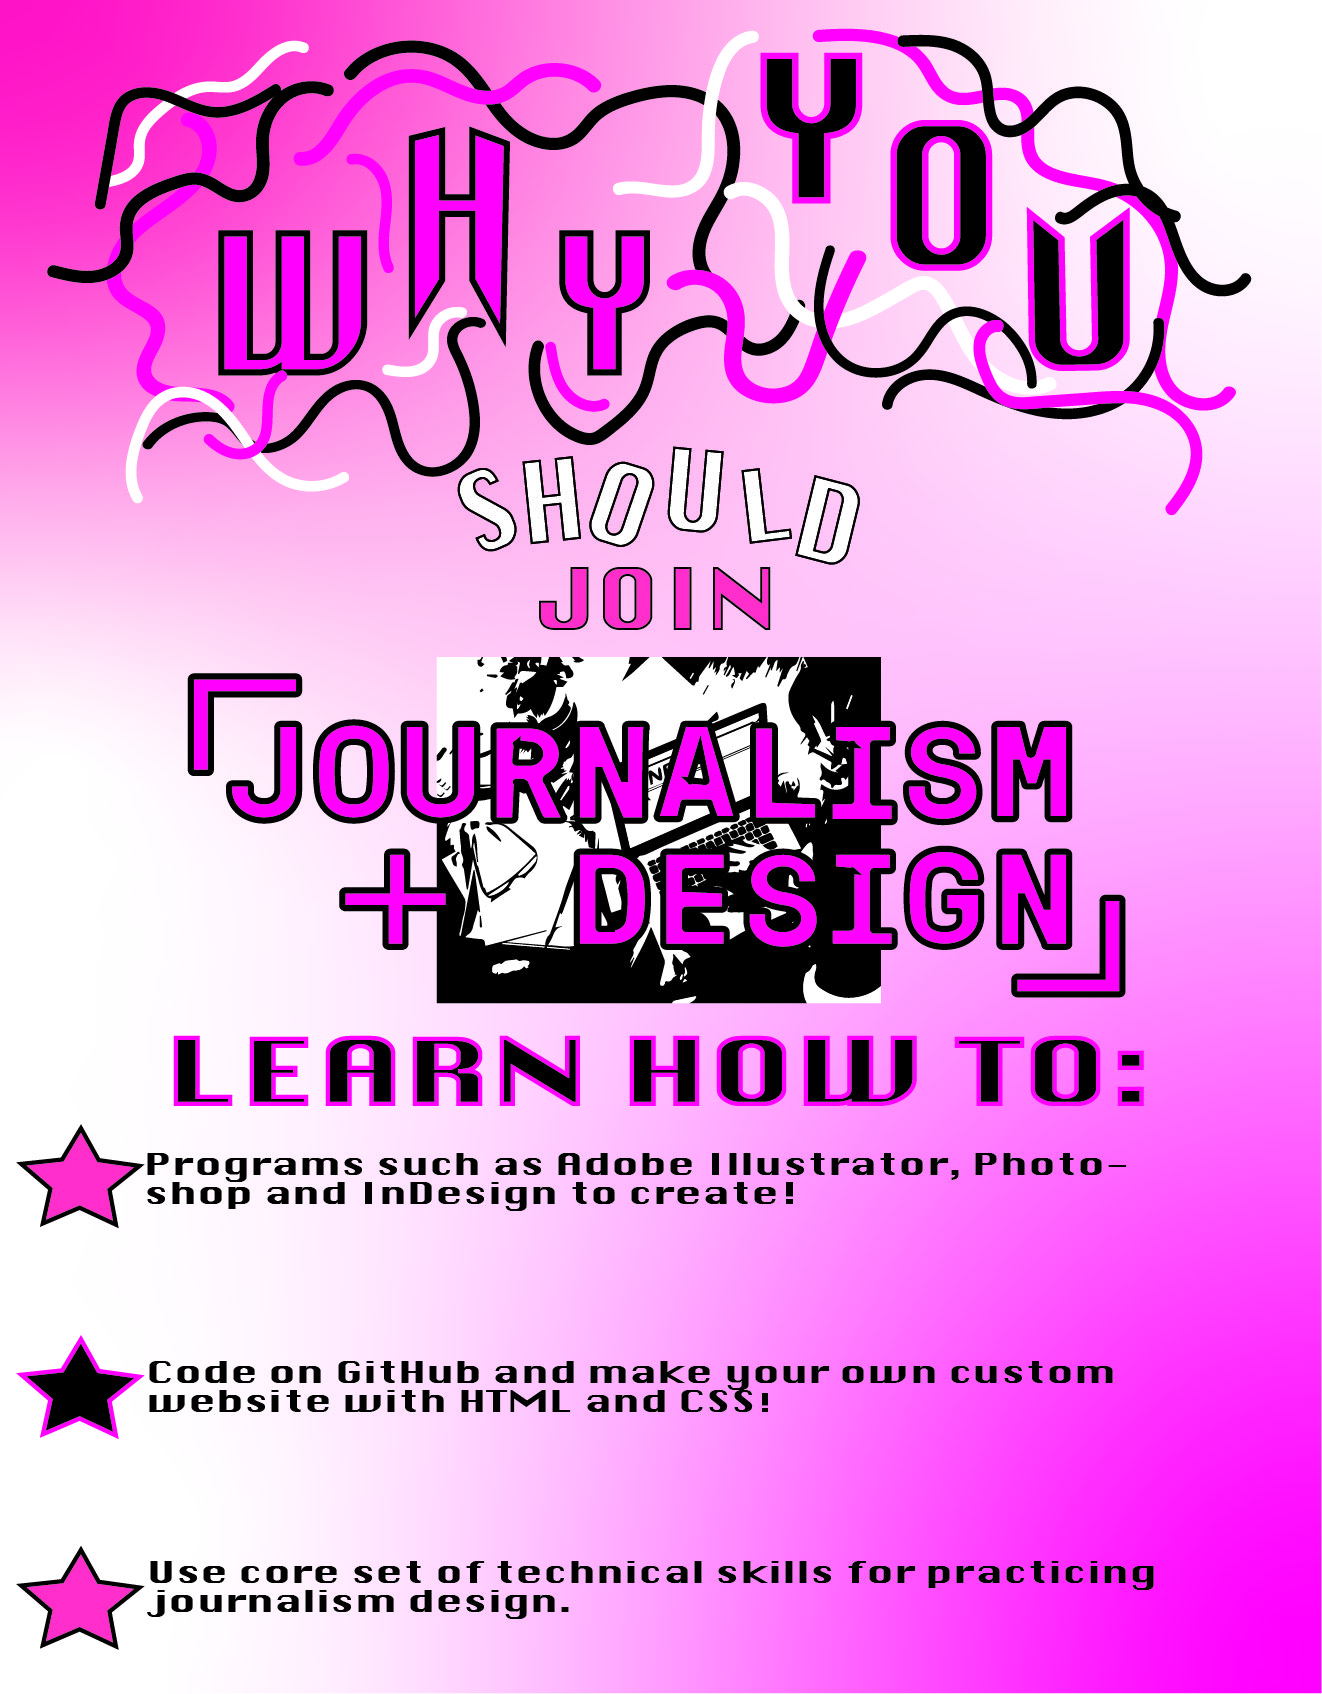 WHY YOU
SHOULD
JOIN
JOURNALISM
+ DESIGN
LEARN HOW TO:
Programs such as Adobe Illustrator, Photo-
shop and InDesign to create!
Code on GitHub and make your own custom
website with HTML and CSS!
Use core set of technical skills for practicing
journalism design.